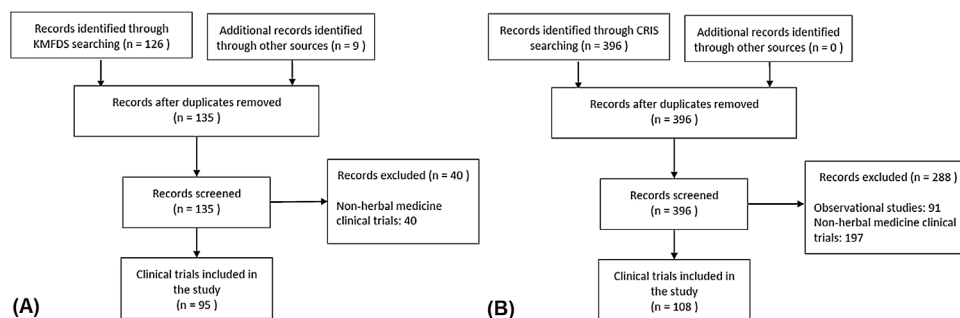 Records identified through
KMFDS searching (n = 126)
Additional records identified
through other sources (n = 9 )
Records after duplicates removed
(n = 135 )
Records screened
(n = 135 )
Records excluded (n = 40 )
Non-herbal medicine
clinical trials: 40
Clinical trials included in
the study
(n = 95 )
(A)
Records identified through CRIS
searching (n = 396 )
Additional records identified
through other sources (n = 0 )
Records after duplicates removed
(n = 396 )
Records screened
(n = 396 )
Records excluded (n = 288 )
Observational studies: 91
Non-herbal medicine clinical
trials: 197
Clinical trials included in
the study
(n = 108 )
(B)